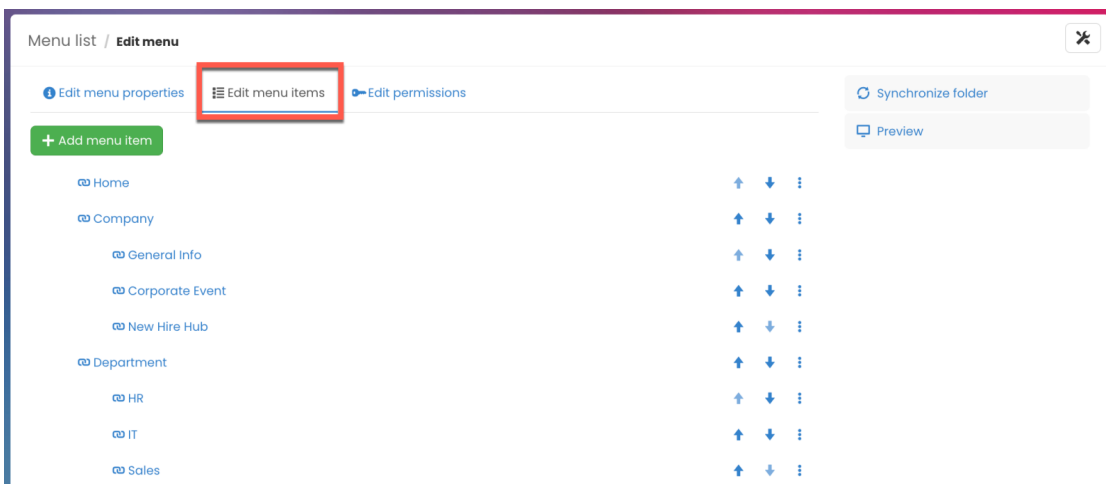 Menu list / Edit menu
Edit menu properties Edit menu items Edit permissions
Synchronize folder
Preview
+ Add menu item
Home
Company
General Info
Corporate Event
New Hire Hub
Department
HR
IT
Sales